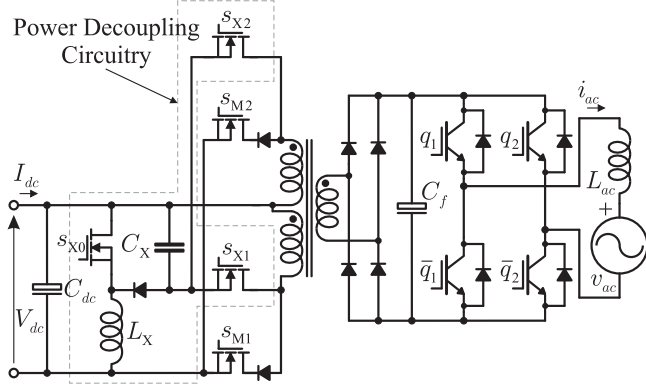 Power Decoupling
Circuitry
s_X2
s_M2
I_dc
s_X0
C_X
C_dc
V_dc
L_X
s_X1
s_M1
C_f
q_1
q_2
q̄_1
q̄_2
i_ac
L_ac
+
v_ac